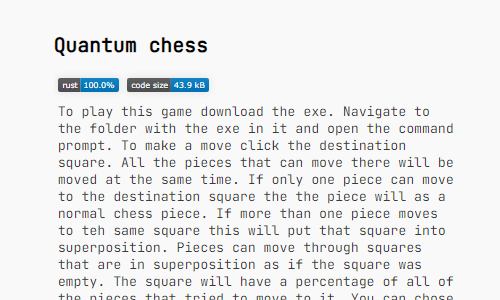 Quantum chess
rust 100.0% code size 43.9 kB
To play this game download the exe. Navigate to
the folder with the exe in it and open the command
prompt. To make a move click the destination
square. All the pieces that can move there will be
moved at the same time. If only one piece can move
to the destination square the the piece will as a
normal chess piece. If more than one piece moves
to teh same square this will put that square into
superposition. Pieces can move through squares
that are in superposition as if the square was
empty. The square will have a percentage of all of
the pieces that tried to move to it. You can chose